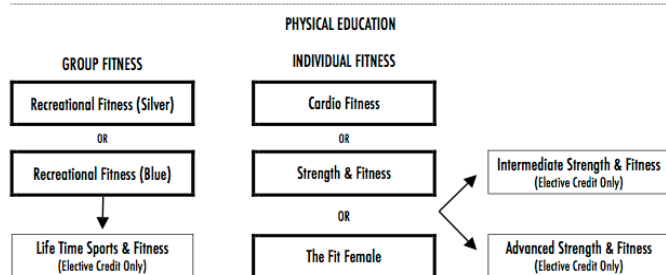 PHYSICAL EDUCATION
GROUP FITNESS
INDIVIDUAL FITNESS
Recreational Fitness (Silver)
Cardio Fitness
OR
OR
Recreational Fitness (Blue)
Strength & Fitness
Intermediate Strength & Fitness
(Elective Credit Only)
OR
Life Time Sports & Fitness
(Elective Credit Only)
The Fit Female
Advanced Strength & Fitness
(Elective Credit Only)